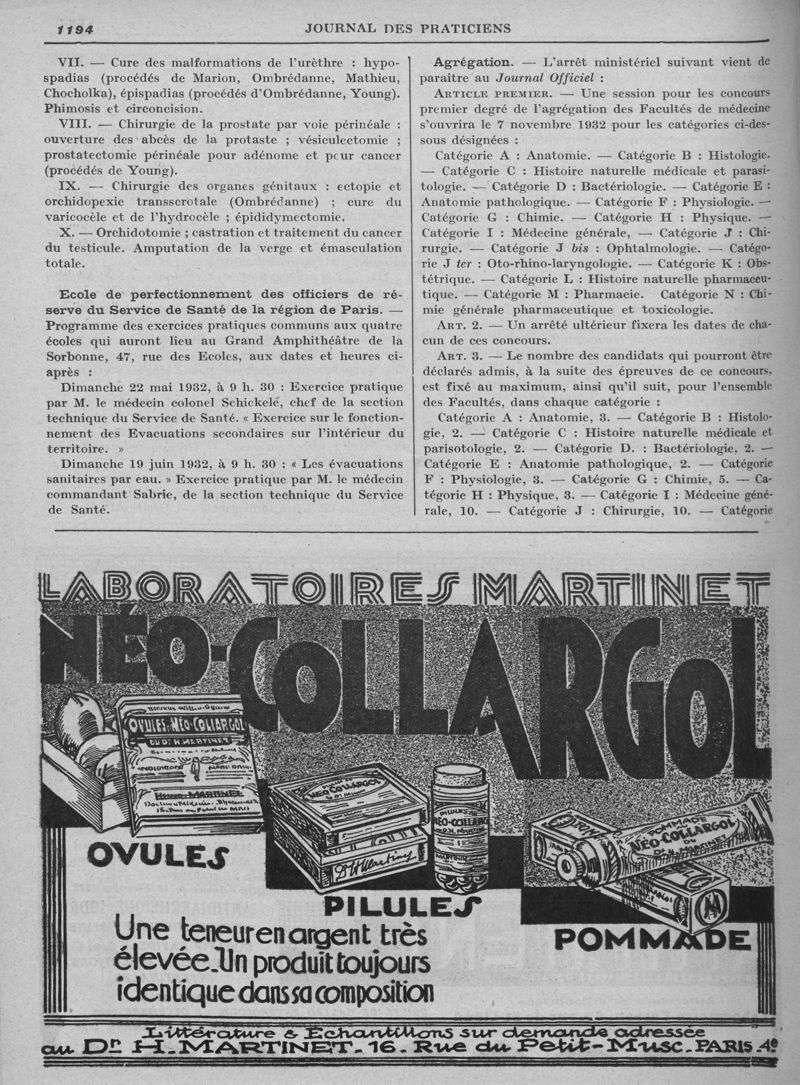 1194
JOURNAL DES PRATICIENS
VII. — Cure des malformations de l'urèthre : hypo-
spadias (procédés de Marion, Ombrédanne, Mathieu,
Chocholka), épispadias (procédés d'Ombrédanne, Young).
Phimosis et circoncision.
VIII. — Chirurgie de la prostate par voie périnéale :
ouverture des abcès de la protaste ; vésiculectomie ;
prostatectomie périnéale pour adénome et pour cancer
(procédés de Young).
IX. — Chirurgie des organes génitaux : ectopie et
orchidopexie transscrotale (Ombrédanne) ; cure du
varicocèle et de l'hydrocèle ; épididymectomie.
X. — Orchidotomie ; castration et traitement du cancer
du testicule. Amputation de la verge et émasculation
totale.
Ecole de perfectionnement des officiers de ré-
serve du Service de Santé de la région de Paris. —
Programme des exercices pratiques communs aux quatre
écoles qui auront lieu au Grand Amphithéâtre de la
Sorbonne, 47, rue des Ecoles, aux dates et heures ci-
après :
Dimanche 22 mai 1932, à 9 h. 30 : Exercice pratique
par M. le médecin colonel Schickelé, chef de la section
technique du Service de Santé. « Exercice sur le fonction-
nement des Evacuations secondaires sur l'intérieur du
territoire. »
Dimanche 19 juin 1932, à 9 h. 30 : « Les évacuations
sanitaires par eau. » Exercice pratique par M. le médecin
commandant Sabrie, de la section technique du Service
de Santé.
Agrégation. — L'arrêt ministériel suivant vient de
paraître au Journal Officiel :
ARTICLE PREMIER. — Une session pour les concours
premier degré de l'agrégation des Facultés de médecine
s'ouvrira le 7 novembre 1932 pour les catégories ci-des-
sous désignées :
Catégorie A : Anatomie. — Catégorie B : Histologie.
— Catégorie C : Histoire naturelle médicale et parasi-
tologie. — Catégorie D : Bactériologie. — Catégorie E :
Anatomie pathologique. — Catégorie F : Physiologie. —
Catégorie G : Chimie. — Catégorie H : Physique. —
Catégorie I : Médecine générale, — Catégorie J : Chi-
rurgie. — Catégorie J bis : Ophtalmologie. — Catégo-
rie J ter : Oto-rhino-laryngologie. — Catégorie K : Obs-
tétrique. — Catégorie L : Histoire naturelle pharmaceu-
tique. — Catégorie M : Pharmacie. Catégorie N : Chi-
mie générale pharmaceutique et toxicologie.
ART. 2. — Un arrêté ultérieur fixera les dates de cha-
cun de ces concours.
ART. 3. — Le nombre des candidats qui pourront être
déclarés admis, à la suite des épreuves de ce concours,
est fixé au maximum, ainsi qu'il suit, pour l'ensemble
des Facultés, dans chaque catégorie :
Catégorie A : Anatomie, 3. — Catégorie B : Histolo-
gie, 2. — Catégorie C : Histoire naturelle médicale et
parisotologie, 2. — Catégorie D. : Bactériologie, 2. —
Catégorie E : Anatomie pathologique, 2. — Catégorie
F : Physiologie, 3. — Catégorie G : Chimie, 5. — Ca-
tégorie H : Physique, 3. — Catégorie I : Médecine géné-
rale, 10. — Catégorie J : Chirurgie, 10. — Catégorie
LABORATOIRES MARTINET
NÉO-COLLARGOL
OVULES-NÉO-COLLARGOL
DU Dr H. MARTINET
HENRI MARTINET
NÉO COLLARGOL
Dr H Martinet
PILULES
NÉO-COLLARGOL
POMMADE
NÉO COLLARGOL
DU
Dr H. MARTINET
OVULES
PILULES
POMMADE
Une teneur en argent très
élevée. Un produit toujours
identique dans sa composition
Littérature & Echantillons sur demande adressée
au Dr H. MARTINET. 16. Rue du Petit-Musc. PARIS 4e